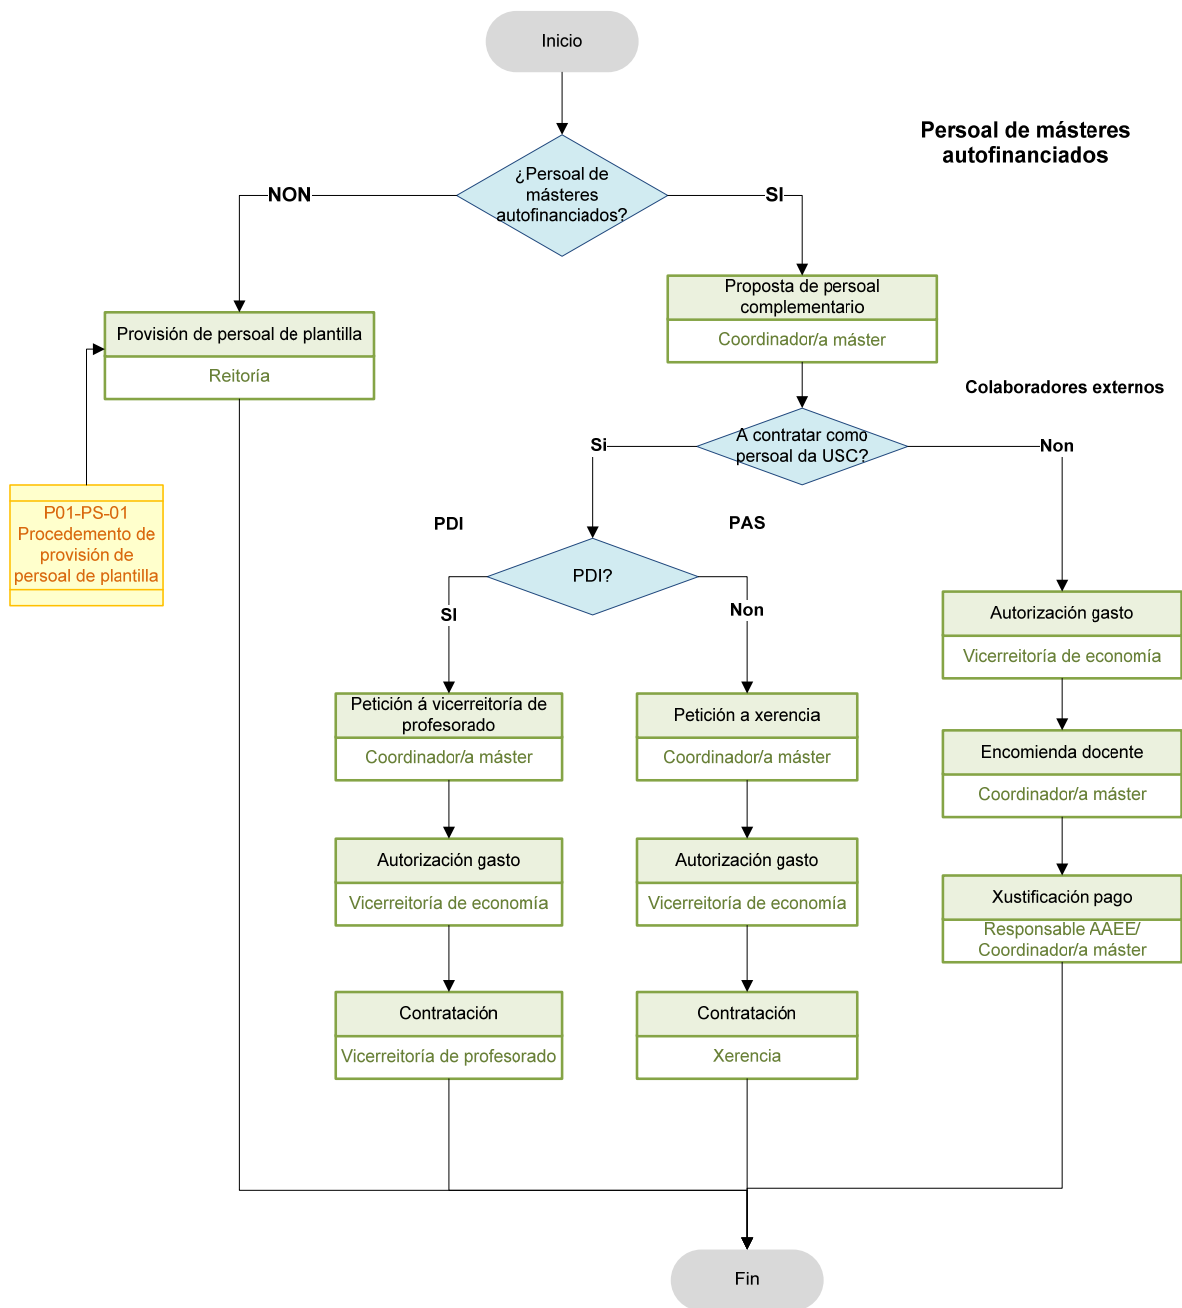 Inicio
Persoal de másteres
autofinanciados
¿Persoal de
másteres
autofinanciados?
NON
SI
Proposta de persoal
complementario
Coordinador/a máster
Provisión de persoal de plantilla
Reitoría
Colaboradores externos
A contratar como
persoal da USC?
Si
Non
P01-PS-01
Procedemento de
provisión de
persoal de plantilla
PDI
PAS
PDI?
SI
Non
Autorización gasto
Vicerreitoría de economía
Petición á vicerreitoría de
profesorado
Coordinador/a máster
Petición a xerencia
Coordinador/a máster
Encomienda docente
Coordinador/a máster
Autorización gasto
Vicerreitoría de economía
Autorización gasto
Vicerreitoría de economía
Xustificación pago
Responsable AAEE/
Coordinador/a máster
Contratación
Vicerreitoría de profesorado
Contratación
Xerencia
Fin